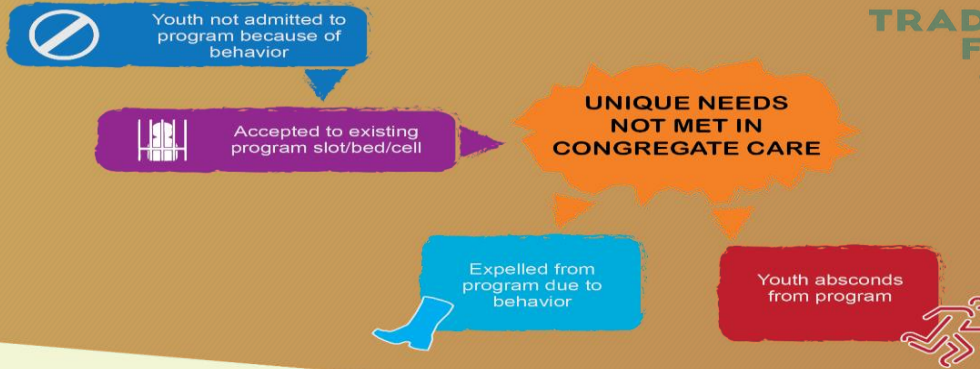 Youth not admitted to
program because of
behavior
TRAD
F
Accepted to existing
program slot/bed/cell
UNIQUE NEEDS
NOT MET IN
CONGREGATE CARE
Expelled from
program due to
behavior
Youth absconds
from program